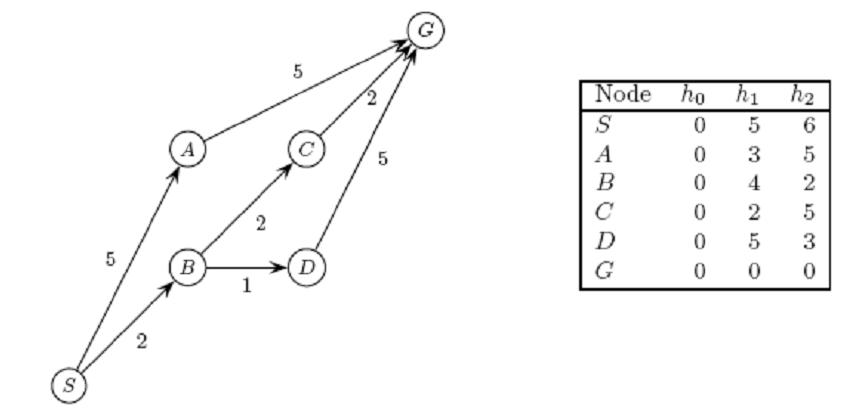 G
5
2
A
C
5
5
2
B
D
1
2
S
Node h₀ h₁ h₂
S 0 5 6
A 0 3 5
B 0 4 2
C 0 2 5
D 0 5 3
G 0 0 0